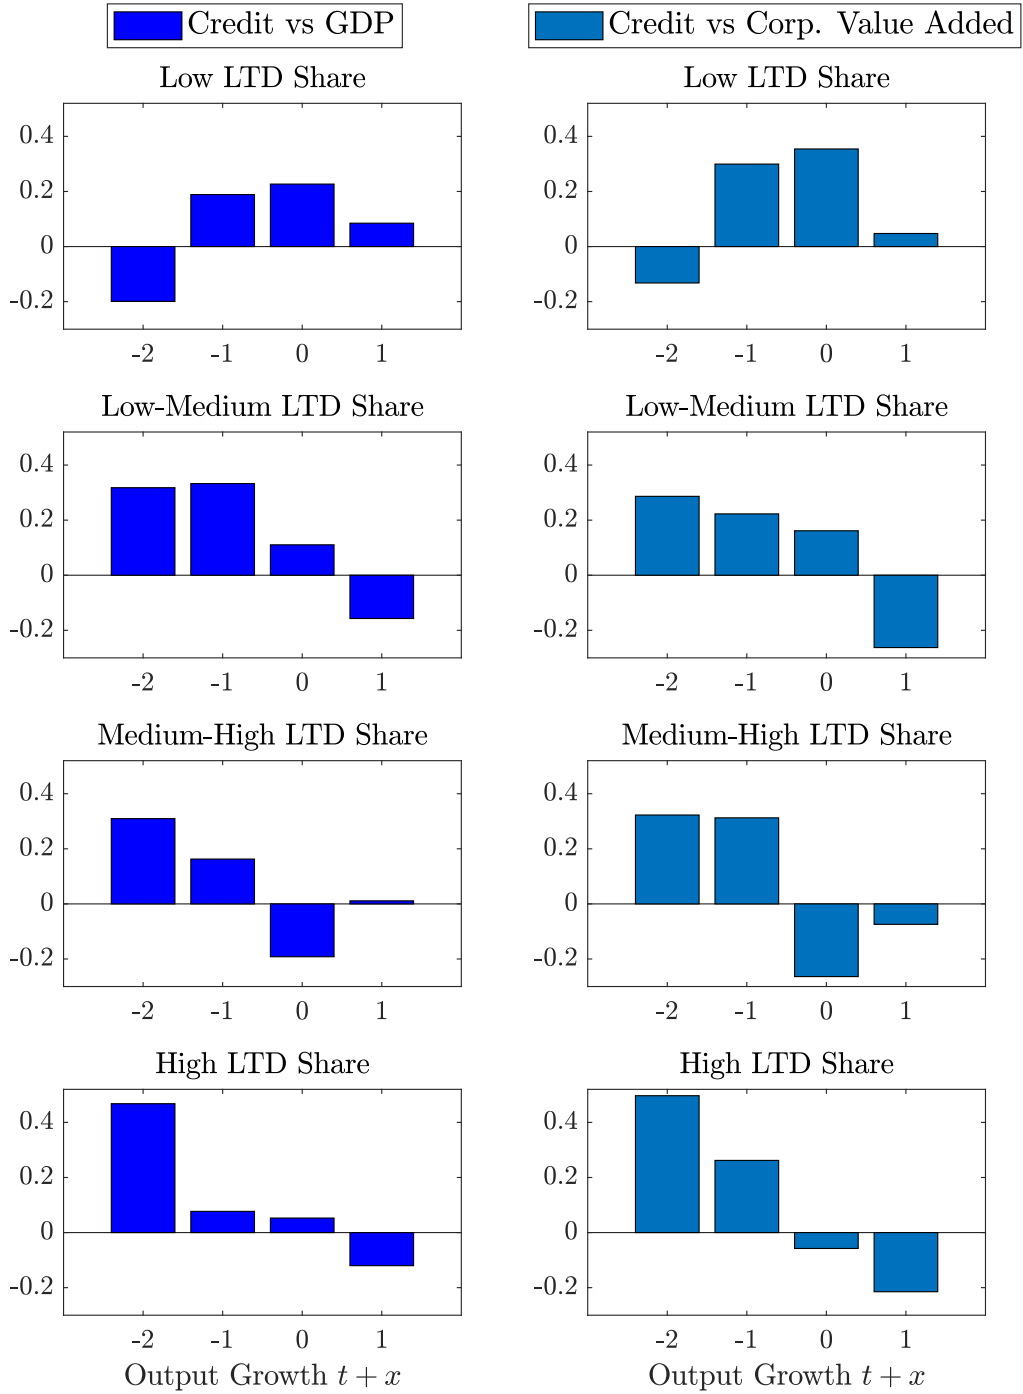 Credit vs GDP
Credit vs Corp. Value Added
Low LTD Share
0.4
0.2
0
-0.2
-2 -1 0 1
Low LTD Share
0.4
0.2
0
-0.2
-2 -1 0 1
Low-Medium LTD Share
0.4
0.2
0
-0.2
-2 -1 0 1
Low-Medium LTD Share
0.4
0.2
0
-0.2
-2 -1 0 1
Medium-High LTD Share
0.4
0.2
0
-0.2
-2 -1 0 1
Medium-High LTD Share
0.4
0.2
0
-0.2
-2 -1 0 1
High LTD Share
0.4
0.2
0
-0.2
-2 -1 0 1
Output Growth t + x
High LTD Share
0.4
0.2
0
-0.2
-2 -1 0 1
Output Growth t + x